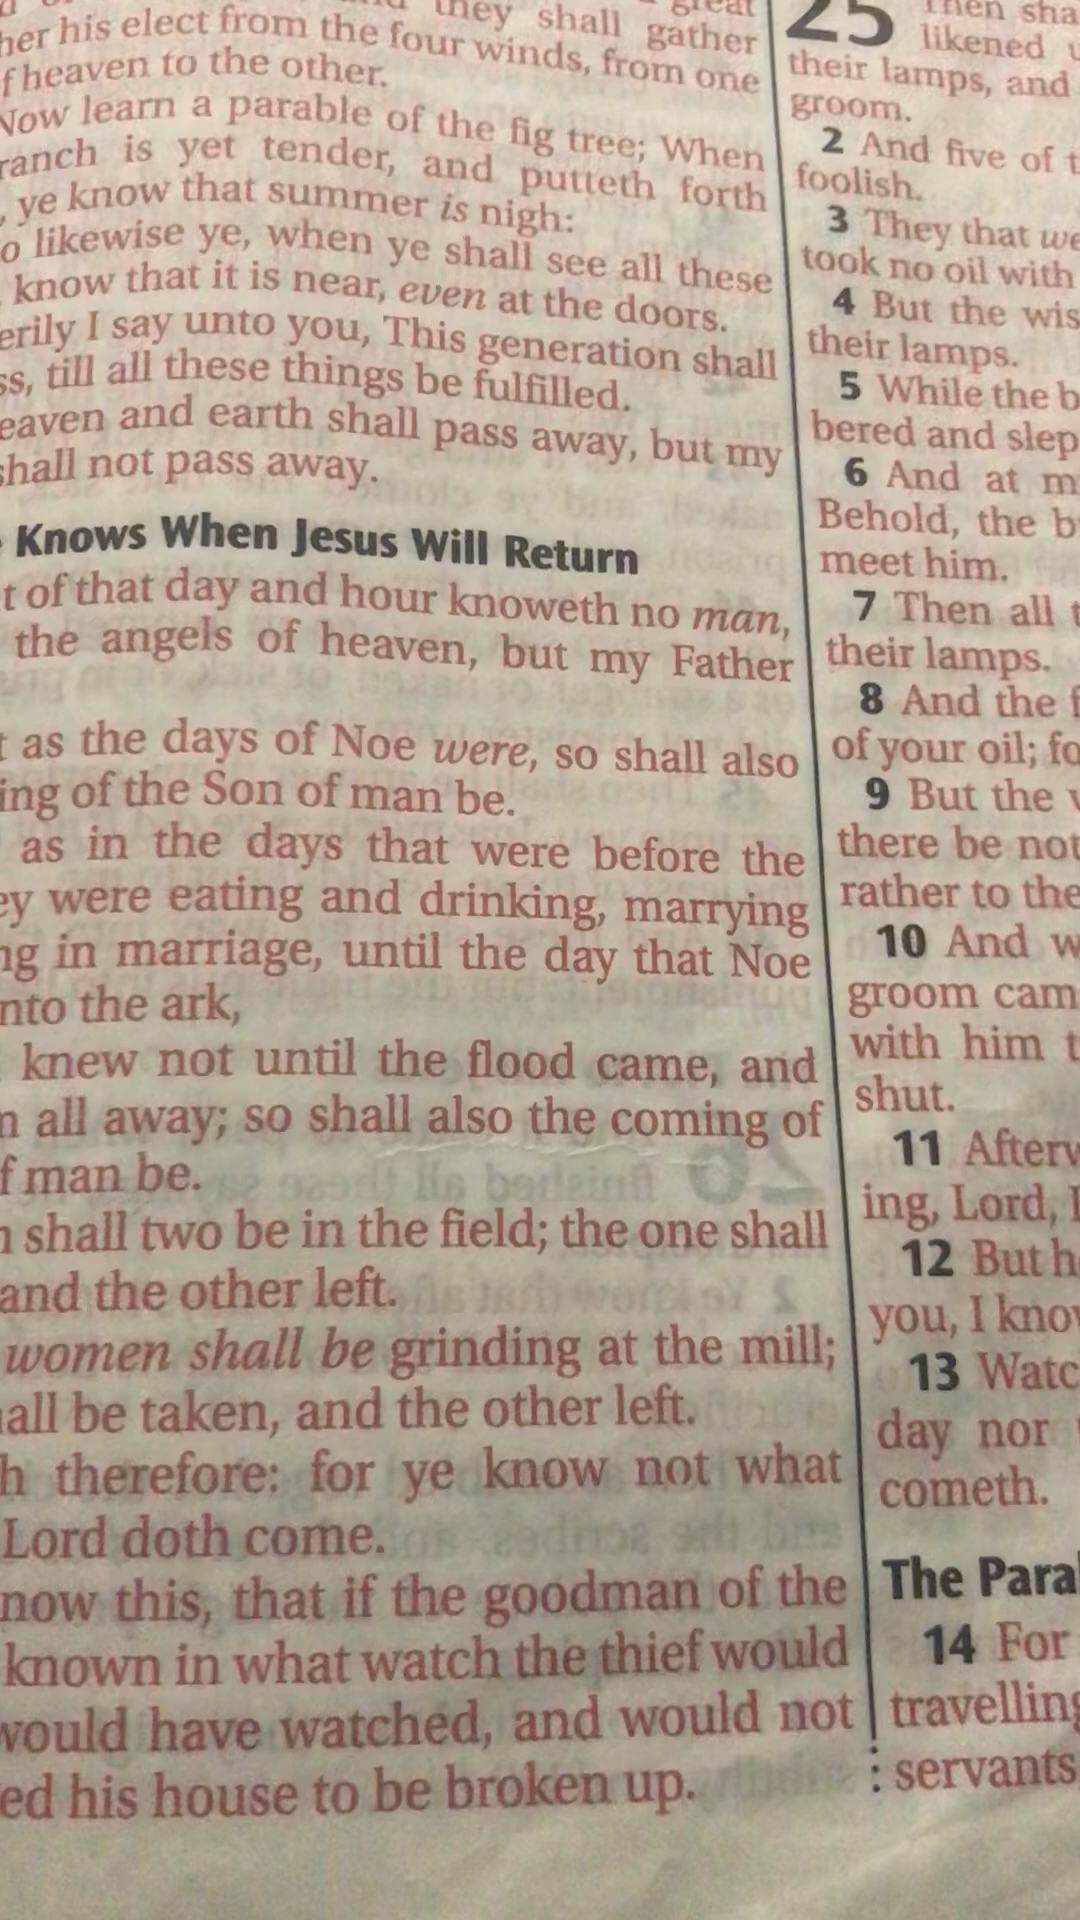 they shall gather
her his elect from the four winds, from one
f heaven to the other.
Now learn a parable of the fig tree; When
ranch is yet tender, and putteth forth
, ye know that summer is nigh:
o likewise ye, when ye shall see all these
know that it is near, even at the doors.
erily I say unto you, This generation shall
ss, till all these things be fulfilled.
eaven and earth shall pass away, but my
shall not pass away.
Knows When Jesus Will Return
t of that day and hour knoweth no man,
the angels of heaven, but my Father
t as the days of Noe were, so shall also
ing of the Son of man be.
as in the days that were before the
ey were eating and drinking, marrying
ng in marriage, until the day that Noe
nto the ark,
knew not until the flood came, and
m all away; so shall also the coming of
f man be.
n shall two be in the field; the one shall
and the other left.
women shall be grinding at the mill;
all be taken, and the other left.
h therefore: for ye know not what
Lord doth come.
now this, that if the goodman of the
known in what watch the thief would
would have watched, and would not
ed his house to be broken up.
25 Then sha
likened u
their lamps, and
groom.
2 And five of t
foolish.
3 They that we
took no oil with
4 But the wis
their lamps.
5 While the b
bered and slep
6 And at m
Behold, the b
meet him.
7 Then all t
their lamps.
8 And the f
of your oil; fo
9 But the w
there be not
rather to the
10 And w
groom cam
with him t
shut.
11 Afterw
ing, Lord, L
12 But h
you, I know
13 Watc
day nor
cometh.
The Para
14 For
travelling
servants